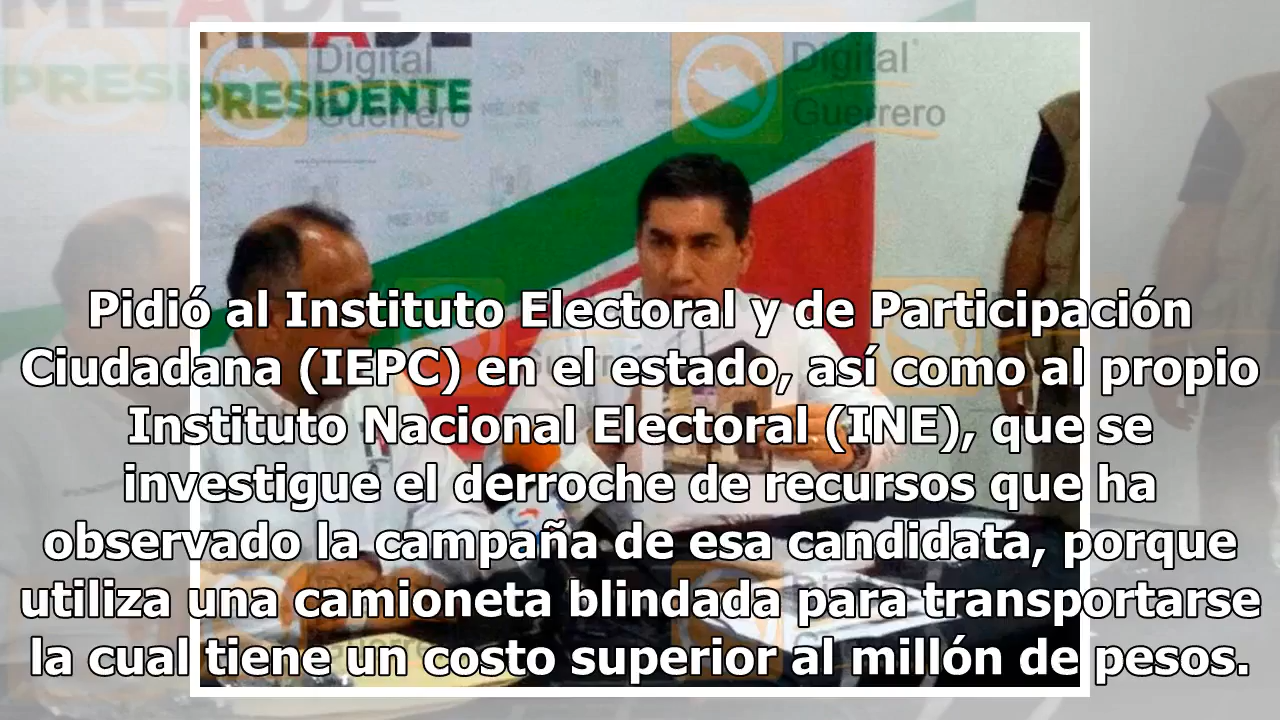 MEADE
PRESIDENTE
Digital
Guerrero
Digital
Guerrero
MEADE
Pidió al Instituto Electoral y de Participación
Ciudadana (IEPC) en el estado, así como al propio
Instituto Nacional Electoral (INE), que se
investigue el derroche de recursos que ha
observado la campaña de esa candidata, porque
utiliza una camioneta blindada para transportarse
la cual tiene un costo superior al millón de pesos.